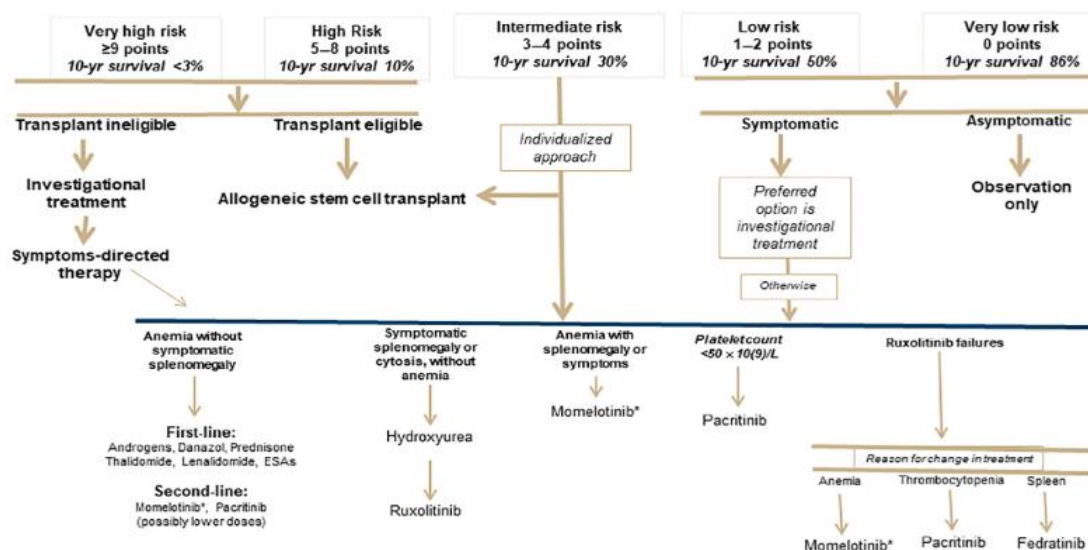 Very high risk
≥9 points
10-yr survival <3%
High Risk
5–8 points
10-yr survival 10%
Intermediate risk
3–4 points
10-yr survival 30%
Low risk
1–2 points
10-yr survival 50%
Very low risk
0 points
10-yr survival 86%
Transplant ineligible
Transplant eligible
Individualized
approach
Symptomatic
Asymptomatic
Investigational
treatment
Allogeneic stem cell transplant
Preferred
option is
investigational
treatment
Observation
only
Symptoms-directed
therapy
Otherwise
Anemia without
symptomatic
splenomegaly
Symptomatic
splenomegaly or
cytosis, without
anemia
Anemia with
splenomegaly or
symptoms
Platelet count
<50 × 10(9)/L
Ruxolitinib failures
First-line:
Androgens, Danazol, Prednisone
Thalidomide, Lenalidomide, ESAs
Second-line:
Momelotinib*, Pacritinib
(possibly lower doses)
Hydroxyurea
Ruxolitinib
Momelotinib*
Pacritinib
Reason for change in treatment
Anemia
Thrombocytopenia
Spleen
Momelotinib*
Pacritinib
Fedratinib